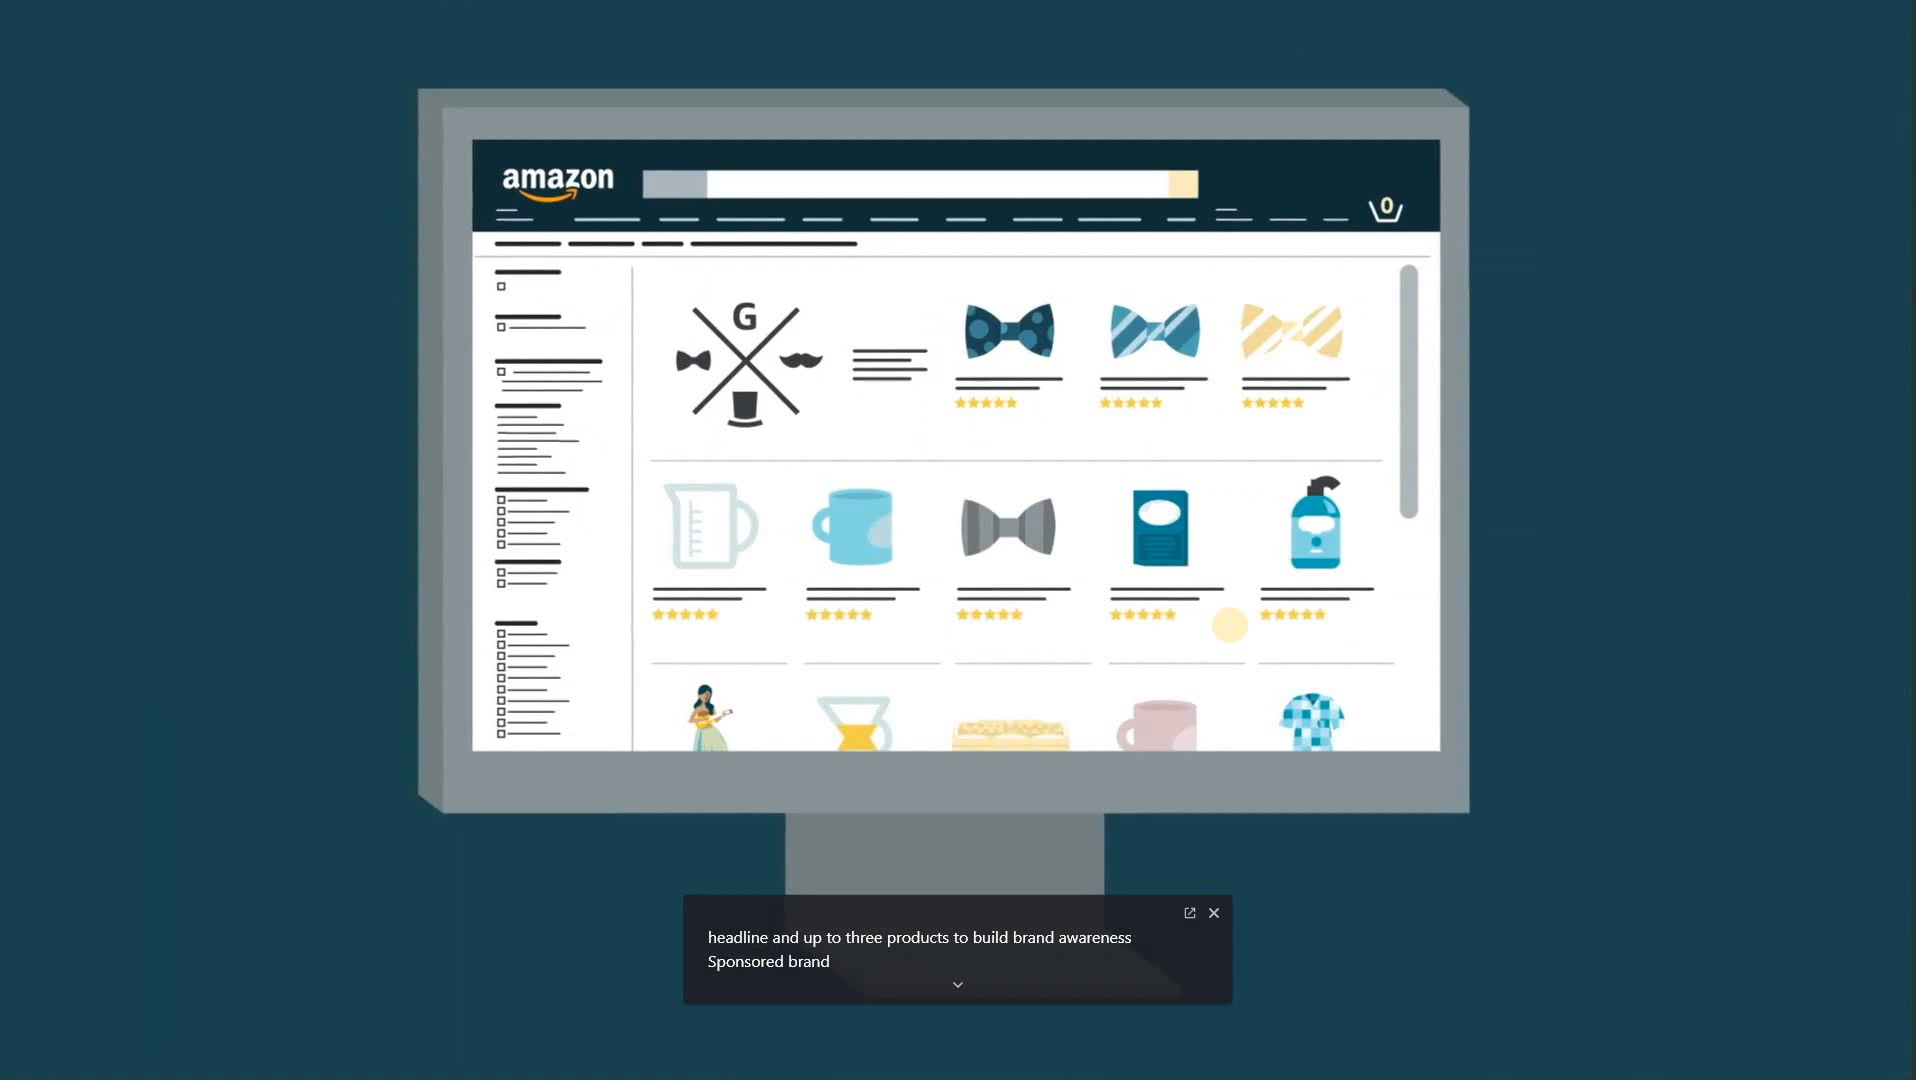 amazon
0
G
headline and up to three products to build brand awareness
Sponsored brand